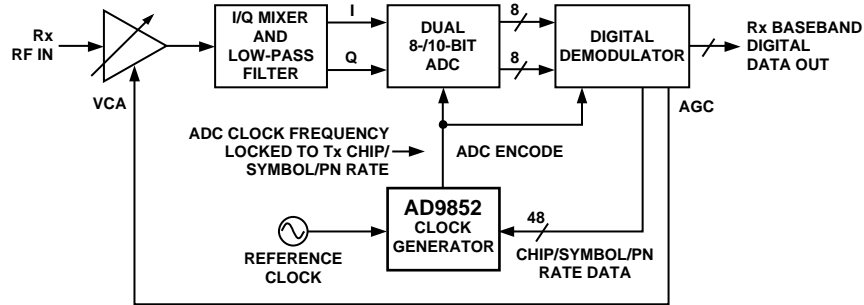 Rx
RF IN
VCA
I/Q MIXER
AND
LOW-PASS
FILTER
I
Q
DUAL
8-/10-BIT
ADC
8
8
DIGITAL
DEMODULATOR
Rx BASEBAND
DIGITAL
DATA OUT
AGC
ADC CLOCK FREQUENCY
LOCKED TO Tx CHIP/
SYMBOL/PN RATE
ADC ENCODE
AD9852
CLOCK
GENERATOR
48
CHIP/SYMBOL/PN
RATE DATA
REFERENCE
CLOCK